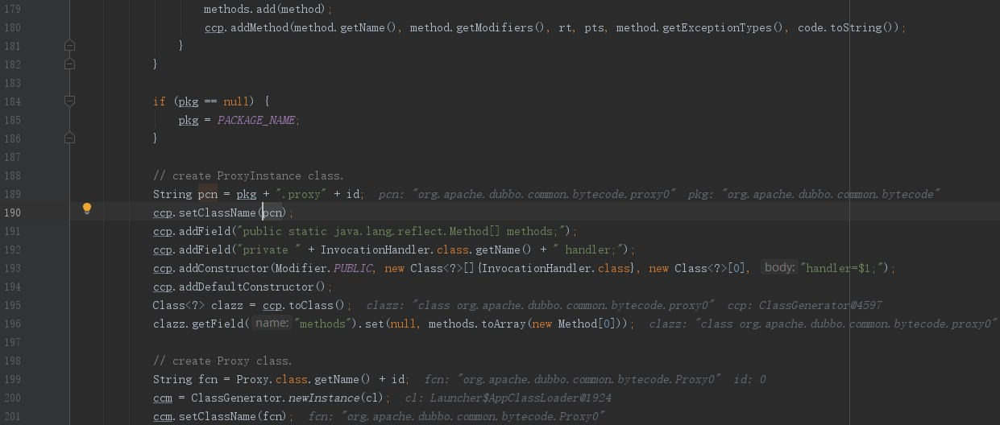 179 methods.add(method);
180 ccp.addMethod(method.getName(), method.getModifiers(), rt, pts, method.getExceptionTypes(), code.toString());
181 }
182 }
183
184 if (pkg == null) {
185 pkg = PACKAGE_NAME;
186 }
187
188 // create ProxyInstance class.
189 String pcn = pkg + ".proxy" + id; pcn: "org.apache.dubbo.common.bytecode.proxy0" pkg: "org.apache.dubbo.common.bytecode"
190 ccp.setClassName(pcn);
191 ccp.addField("public static java.lang.reflect.Method[] methods;");
192 ccp.addField("private " + InvocationHandler.class.getName() + " handler;");
193 ccp.addConstructor(Modifier.PUBLIC, new Class<?>[]{InvocationHandler.class}, new Class<?>[0], body: "handler=$1;");
194 ccp.addDefaultConstructor();
195 Class<?> clazz = ccp.toClass(); clazz: "class org.apache.dubbo.common.bytecode.proxy0" ccp: ClassGenerator@4597
196 clazz.getField( name: "methods").set(null, methods.toArray(new Method[0])); clazz: "class org.apache.dubbo.common.bytecode.proxy0"
197
198 // create Proxy class.
199 String fcn = Proxy.class.getName() + id; fcn: "org.apache.dubbo.common.bytecode.Proxy0" id: 0
200 ccm = ClassGenerator.newInstance(cl); cl: Launcher$AppClassLoader@1924
201 ccm.setClassName(fcn); fcn: "org.apache.dubbo.common.bytecode.Proxy0"